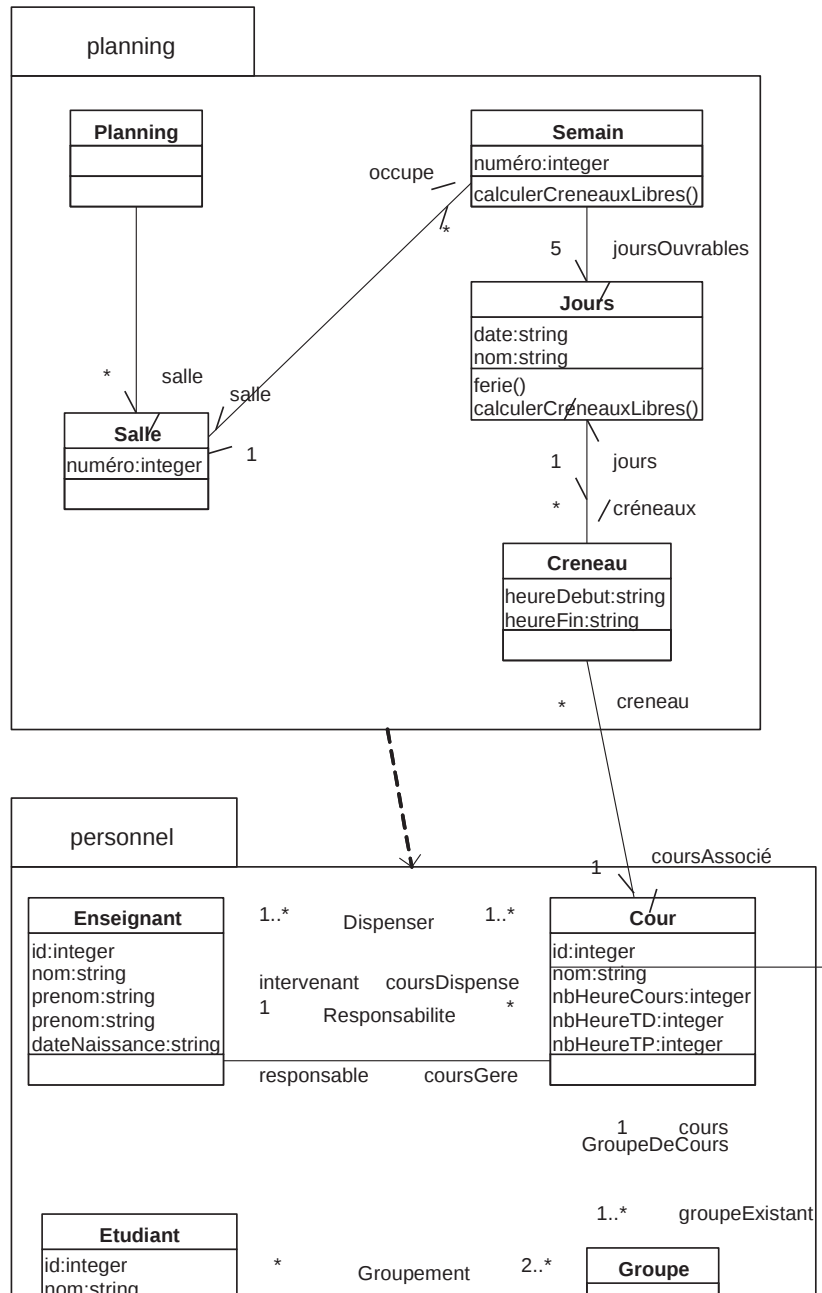 planning
Planning
Semain
numéro:integer
calculerCreneauxLibres()
occupe
*
5 joursOuvrables
Jours
date:string
nom:string
ferie()
calculerCreneauxLibres()
* salle
salle
Salle
1
numéro:integer
1 jours
* créneaux
Creneau
heureDebut:string
heureFin:string
* creneau
personnel
1 coursAssocié
Enseignant
id:integer
nom:string
prenom:string
prenom:string
dateNaissance:string
1..* Dispenser 1..*
intervenant coursDispense
1 Responsabilite *
responsable coursGere
Cour
id:integer
nom:string
nbHeureCours:integer
nbHeureTD:integer
nbHeureTP:integer
1 cours
GroupeDeCours
1..* groupeExistant
Etudiant
id:integer
nom:string
* Groupement 2..*
Groupe